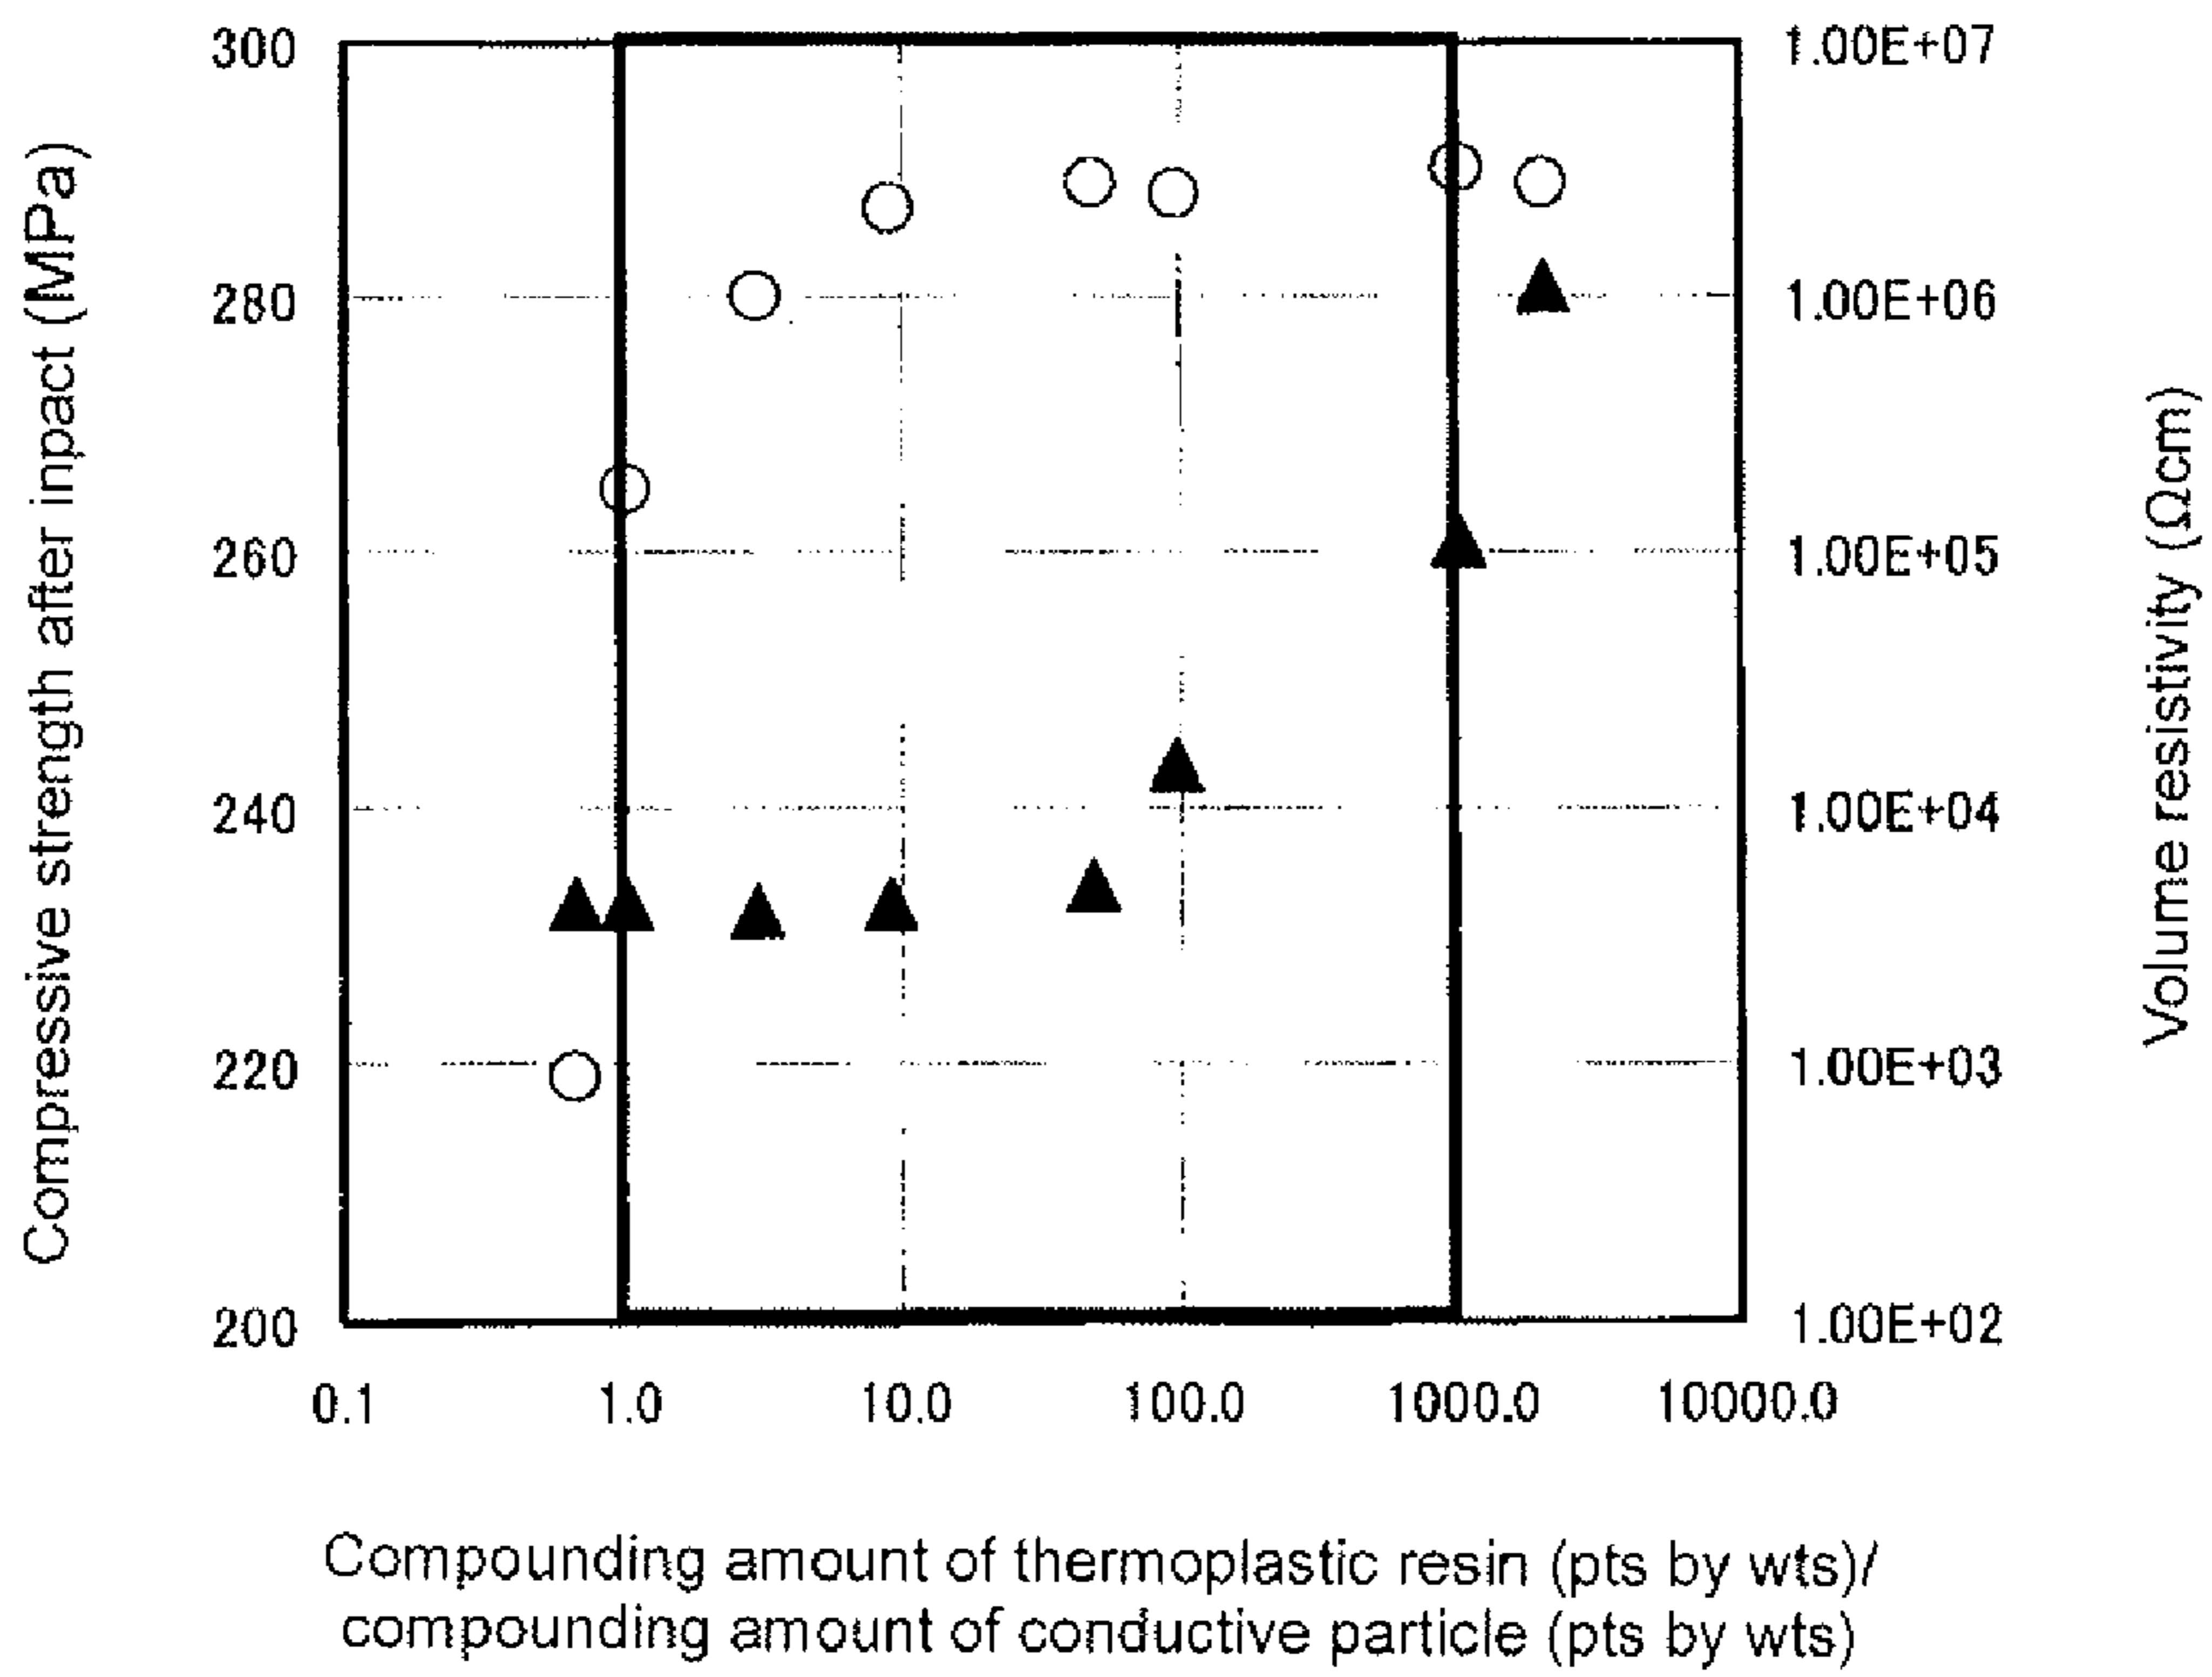 Compressive strength after inpact (MPa)
300
280
260
240
220
200
1.00E+07
1.00E+06
1.00E+05
1.00E+04
1.00E+03
1.00E+02
Volume resistivity (Ωcm)
0.1 1.0 10.0 100.0 1000.0 10000.0
Compounding amount of thermoplastic resin (pts by wts)/
compounding amount of conductive particle (pts by wts)